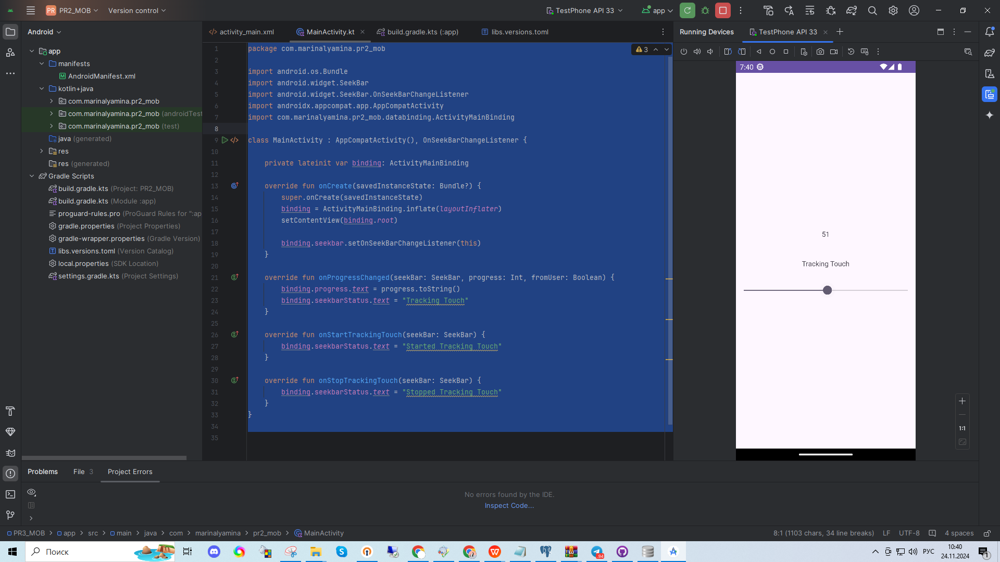 PR PR2_MOB Version control TestPhone API 33 app
Android
app
manifests
AndroidManifest.xml
kotlin+java
com.marinalyamina.pr2_mob
com.marinalyamina.pr2_mob (androidTest
com.marinalyamina.pr2_mob (test)
java (generated)
res
res (generated)
Gradle Scripts
build.gradle.kts (Project: PR2_MOB)
build.gradle.kts (Module :app)
proguard-rules.pro (ProGuard Rules for ":ap
gradle.properties (Project Properties)
gradle-wrapper.properties (Gradle Version)
libs.versions.toml (Version Catalog)
local.properties (SDK Location)
settings.gradle.kts (Project Settings)
activity_main.xml MainActivity.kt build.gradle.kts (:app) libs.versions.toml
3
1 package com.marinalyamina.pr2_mob
2
3 import android.os.Bundle
4 import android.widget.SeekBar
5 import android.widget.SeekBar.OnSeekBarChangeListener
6 import androidx.appcompat.app.AppCompatActivity
7 import com.marinalyamina.pr2_mob.databinding.ActivityMainBinding
8
9 class MainActivity : AppCompatActivity(), OnSeekBarChangeListener {
10
11 private lateinit var binding: ActivityMainBinding
12
13 override fun onCreate(savedInstanceState: Bundle?) {
14 super.onCreate(savedInstanceState)
15 binding = ActivityMainBinding.inflate(layoutInflater)
16 setContentView(binding.root)
17
18 binding.seekbar.setOnSeekBarChangeListener(this)
19 }
20
21 override fun onProgressChanged(seekBar: SeekBar, progress: Int, fromUser: Boolean) {
22 binding.progress.text = progress.toString()
23 binding.seekbarStatus.text = "Tracking Touch"
24 }
25
26 override fun onStartTrackingTouch(seekBar: SeekBar) {
27 binding.seekbarStatus.text = "Started Tracking Touch"
28 }
29
30 override fun onStopTrackingTouch(seekBar: SeekBar) {
31 binding.seekbarStatus.text = "Stopped Tracking Touch"
32 }
33 }
34
35
Running Devices TestPhone API 33
7:40
51
Tracking Touch
1:1
Problems File 3 Project Errors
No errors found by the IDE.
Inspect Code...
PR3_MOB app src main java com marinalyamina pr2_mob MainActivity
8:1 (1103 chars, 34 line breaks) LF UTF-8 4 spaces
Поиск
94
РУС
10:40
24.11.2024
1